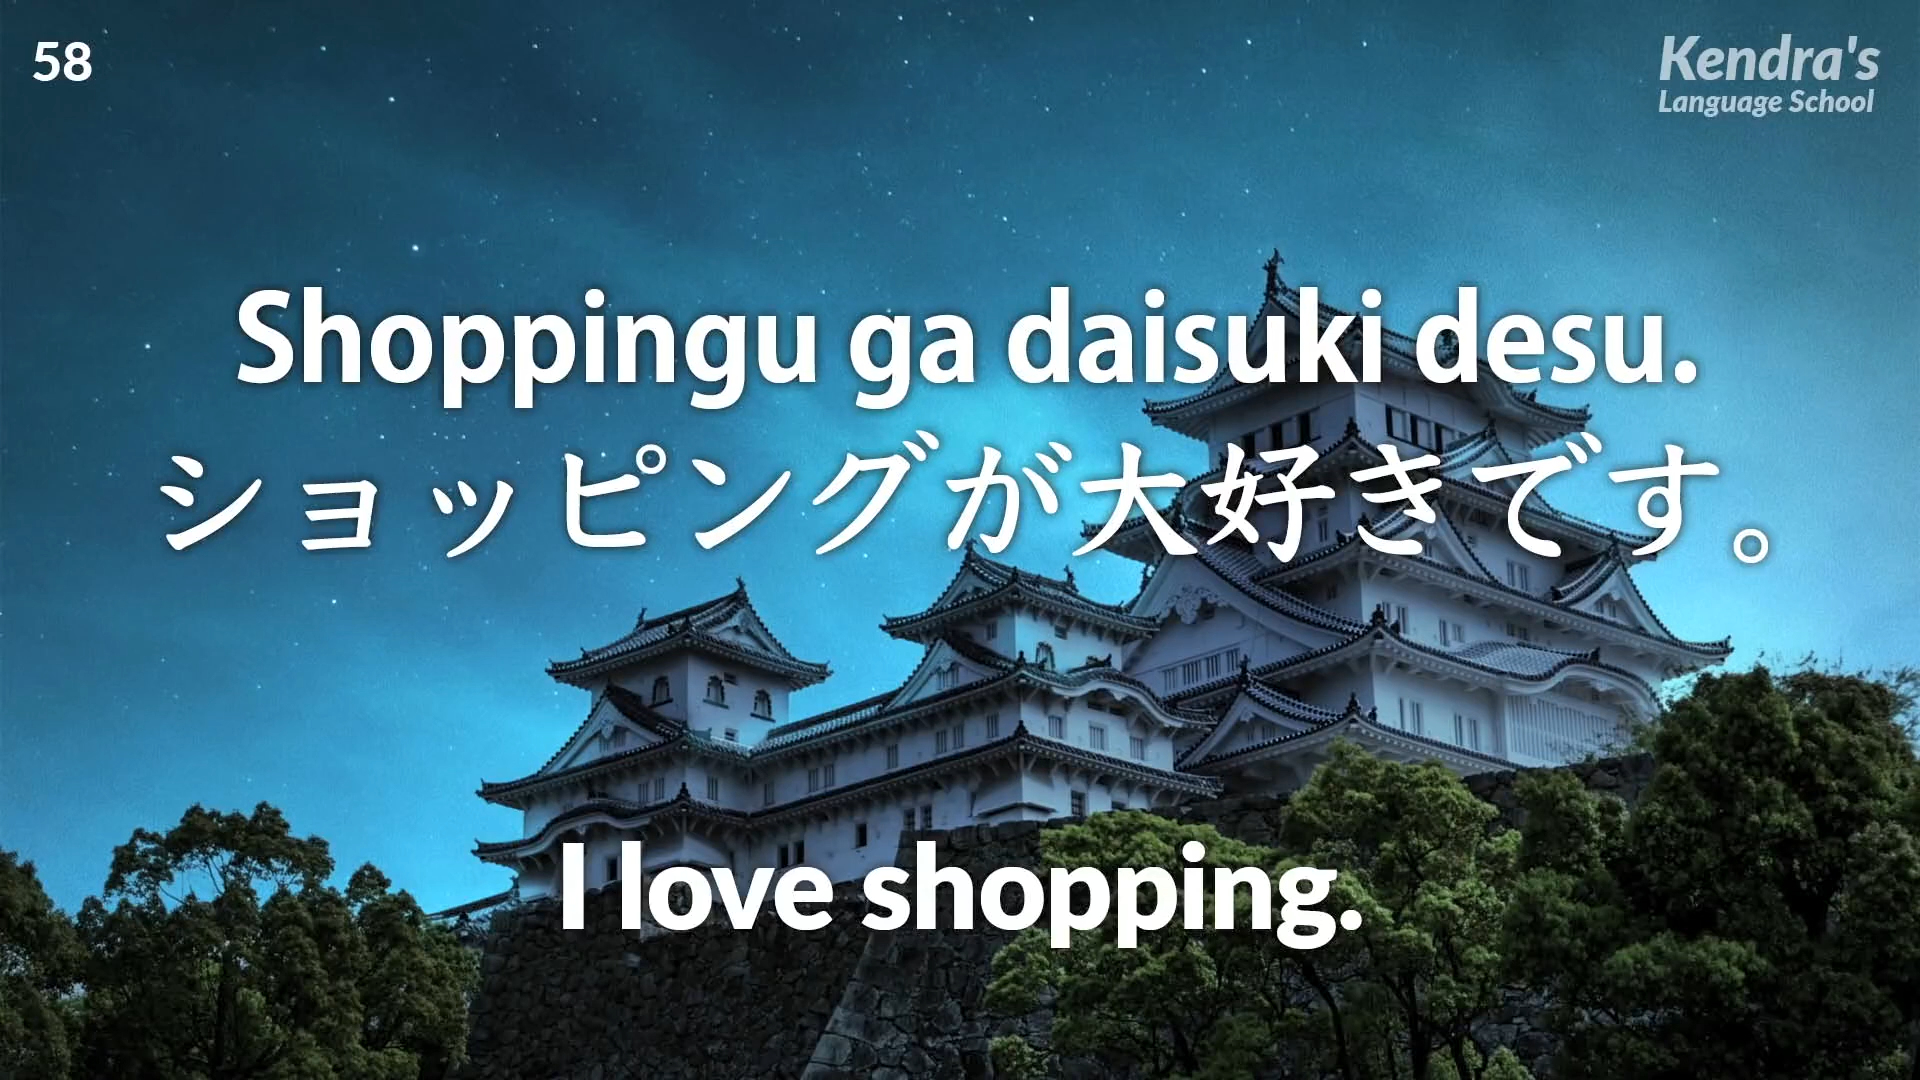 58
Kendra's
Language School
Shoppingu ga daisuki desu.
ショッピングが大好きです。
I love shopping.